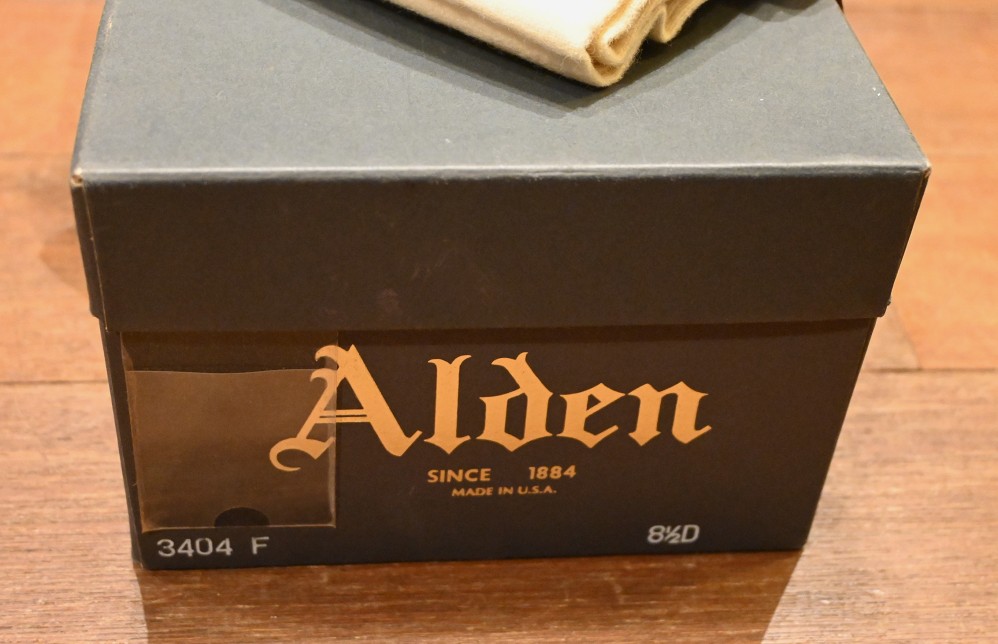 Alden
SINCE 1884
MADE IN U.S.A.
3404 F
8½D